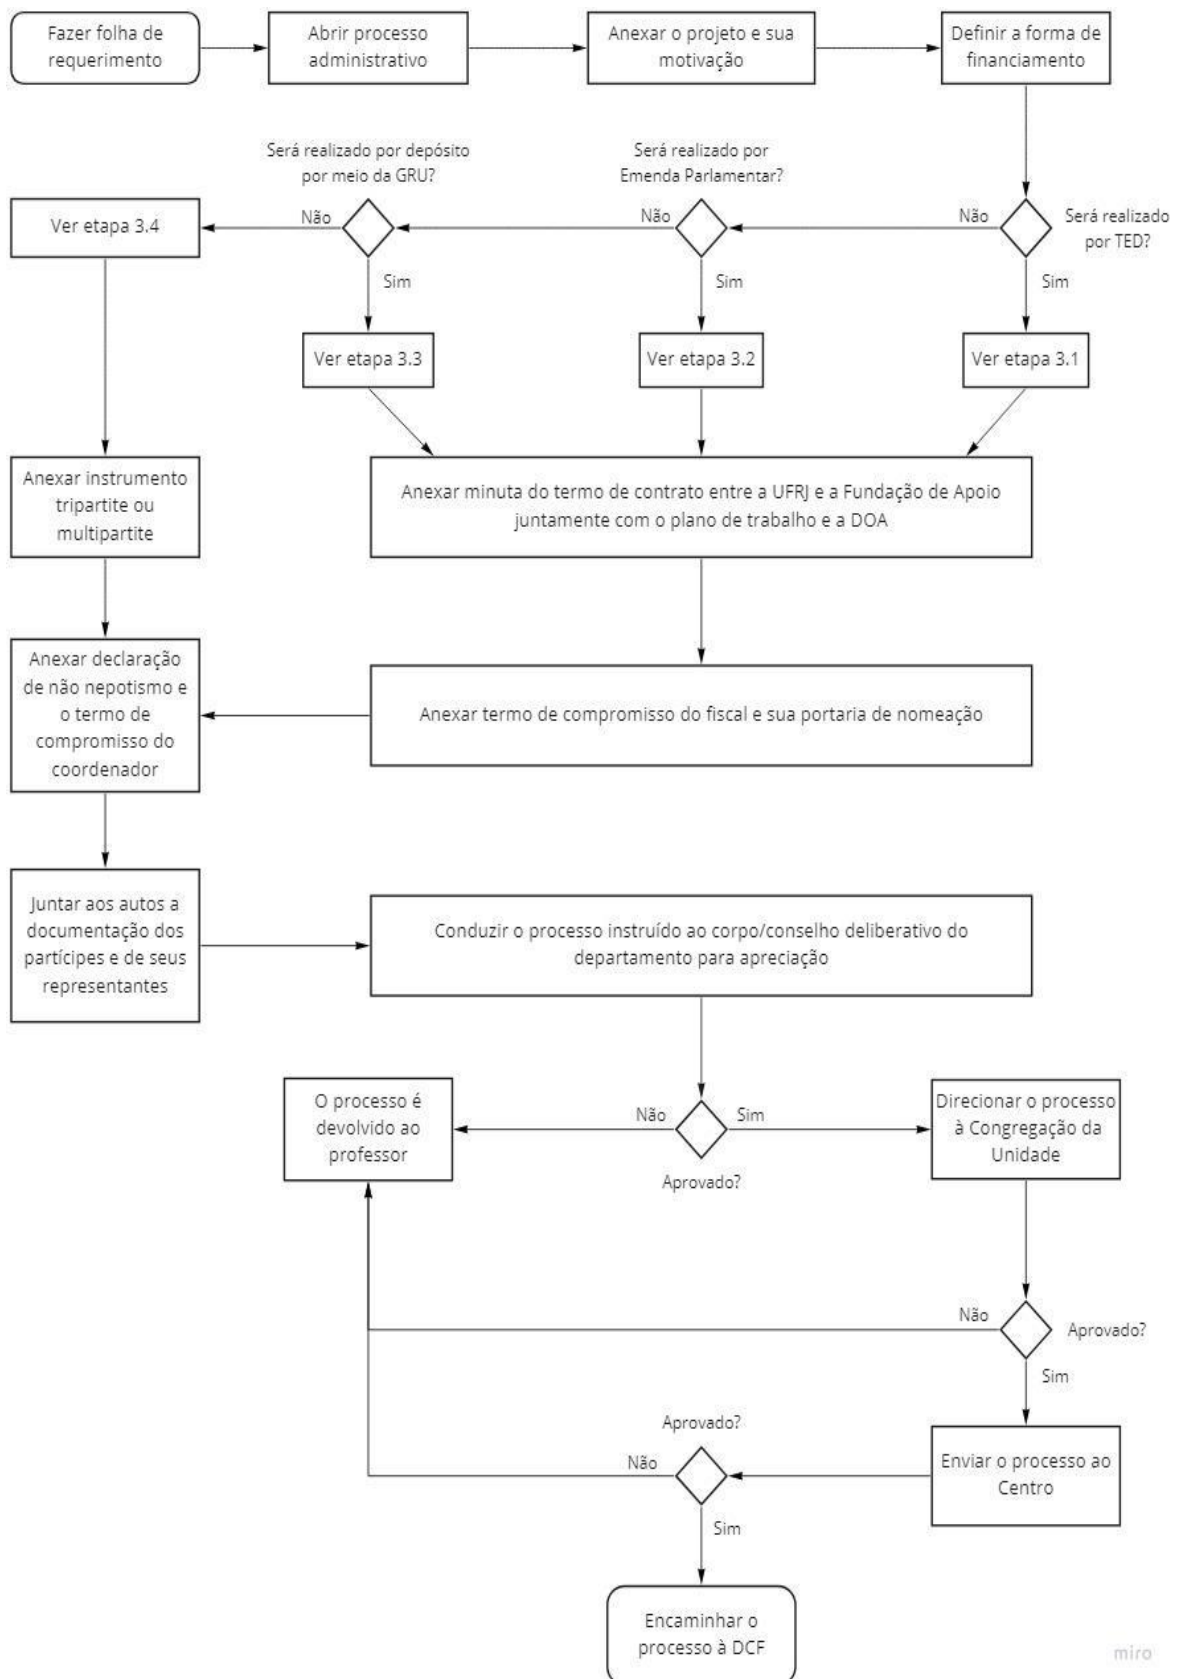 Fazer folha de
requerimento
Abrir processo
administrativo
Anexar o projeto e sua
motivação
Definir a forma de
financiamento
Será realizado por depósito
por meio da GRU?
Será realizado por
Emenda Parlamentar?
Será realizado
por TED?
Não
Não
Não
Ver etapa 3.4
Sim
Sim
Sim
Ver etapa 3.3
Ver etapa 3.2
Ver etapa 3.1
Anexar instrumento
tripartite ou
multipartite
Anexar minuta do termo de contrato entre a UFRJ e a Fundação de Apoio
juntamente com o plano de trabalho e a DOA
Anexar declaração
de não nepotismo e
o termo de
compromisso do
coordenador
Anexar termo de compromisso do fiscal e sua portaria de nomeação
Juntar aos autos a
documentação dos
partícipes e de seus
representantes
Conduzir o processo instruído ao corpo/conselho deliberativo do
departamento para apreciação
O processo é
devolvido ao
professor
Não
Sim
Aprovado?
Direcionar o processo
à Congregação da
Unidade
Não
Aprovado?
Sim
Aprovado?
Não
Enviar o processo ao
Centro
Sim
Encaminhar o
processo à DCF
miro